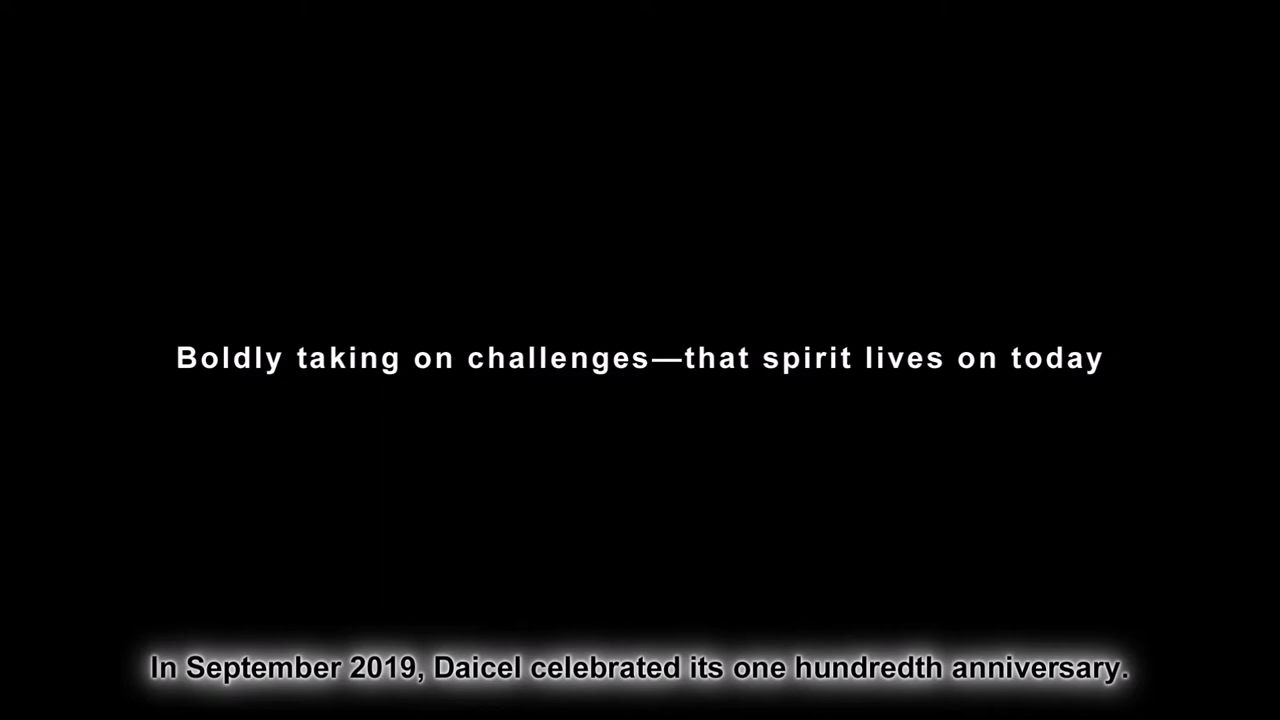 Boldly taking on challenges—that spirit lives on today
In September 2019, Daicel celebrated its one hundredth anniversary.